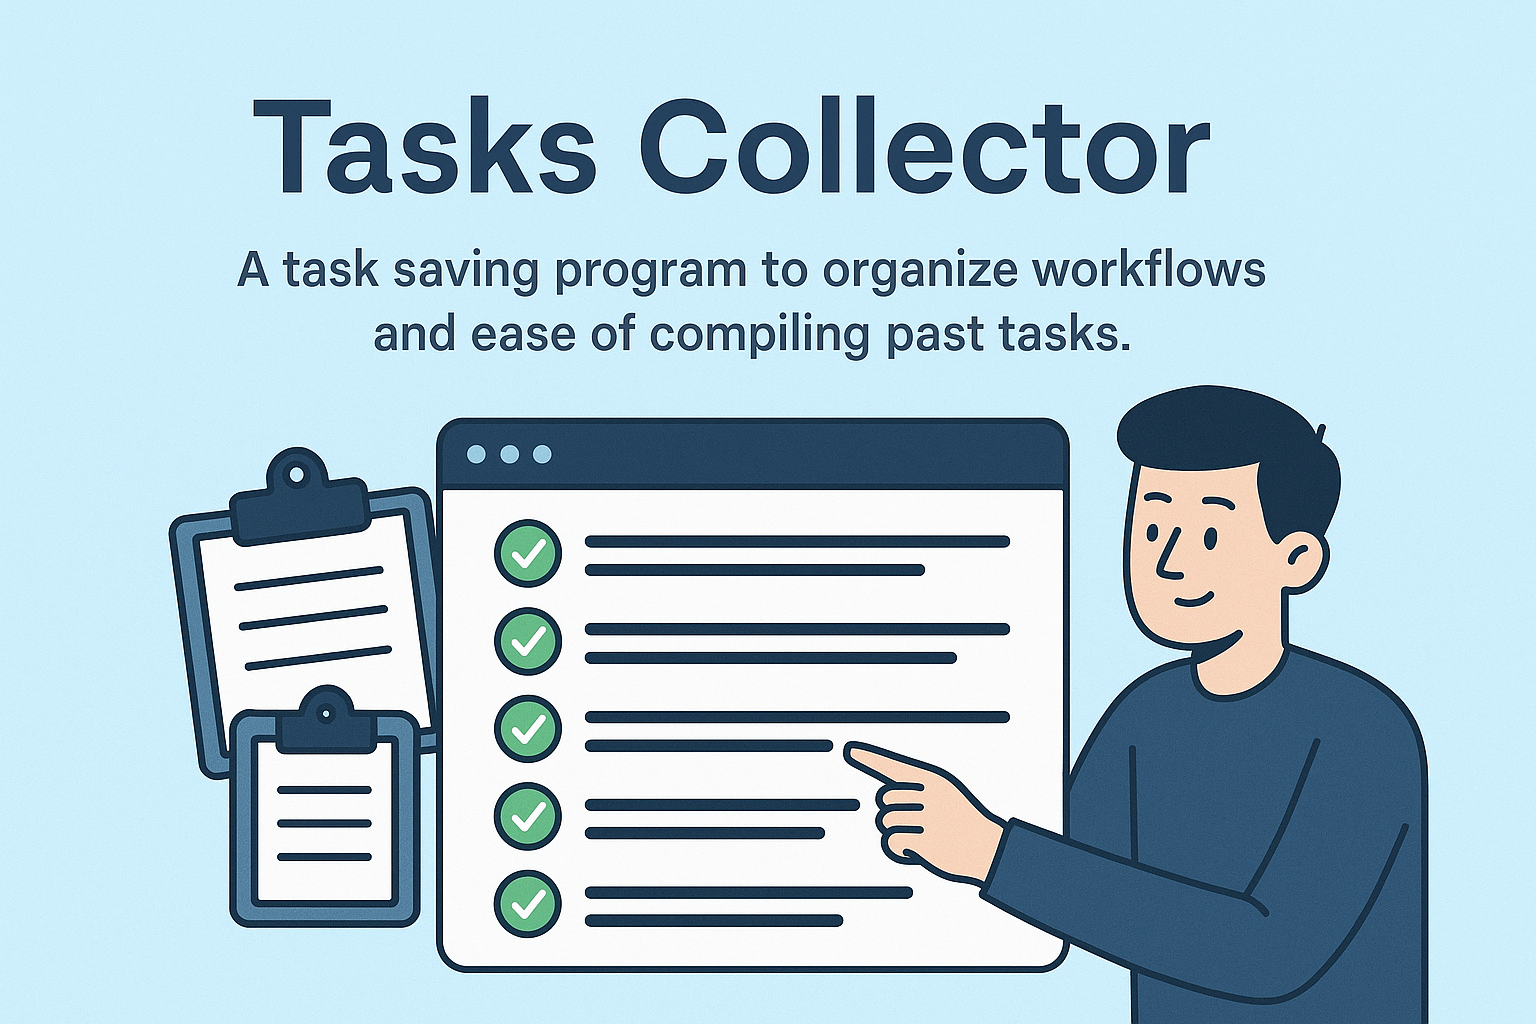 Tasks Collector
A task saving program to organize workflows
and ease of compiling past tasks.